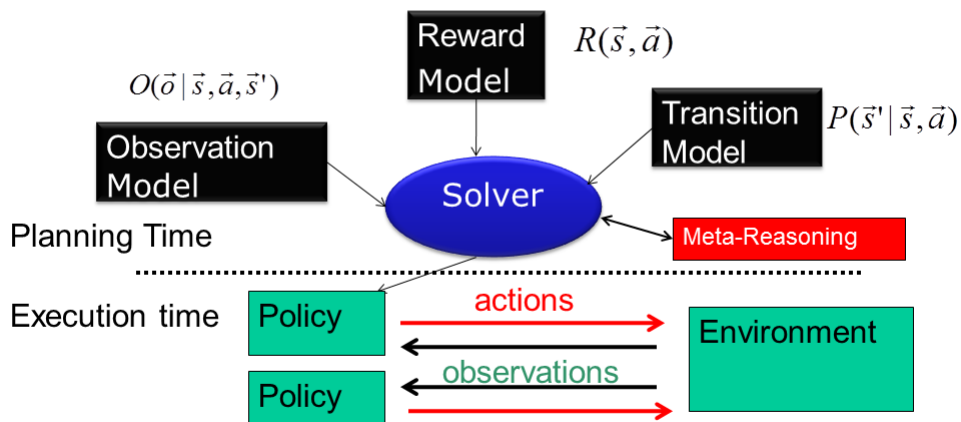 Reward
Model
R(s⃗, a⃗)
O(o⃗ | s⃗, a⃗, s⃗')
Transition
Model
P(s⃗' | s⃗, a⃗)
Observation
Model
Solver
Planning Time
Meta-Reasoning
Execution time
Policy
actions
Environment
observations
Policy